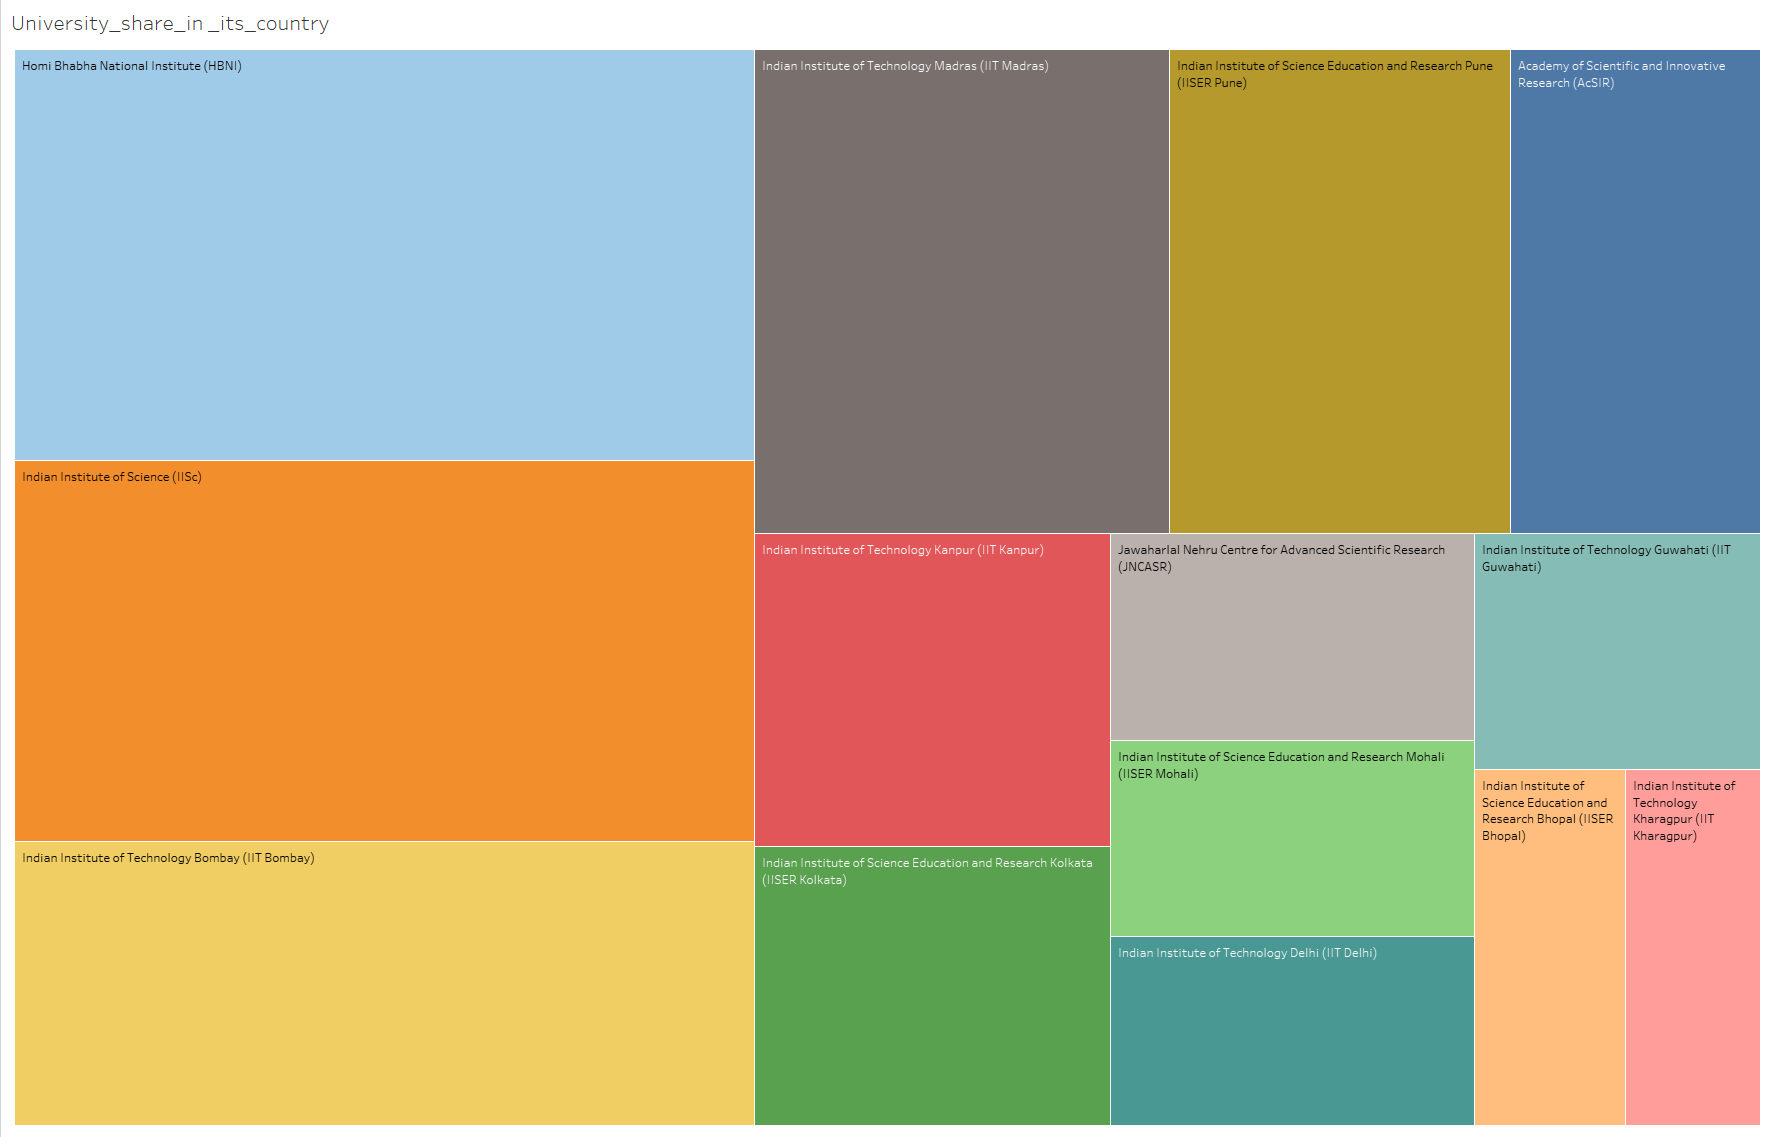 University_share_in _its_country
Homi Bhabha National Institute (HBNI)
Indian Institute of Science (IISc)
Indian Institute of Technology Bombay (IIT Bombay)
Indian Institute of Technology Madras (IIT Madras)
Indian Institute of Science Education and Research Pune
(IISER Pune)
Academy of Scientific and Innovative
Research (AcSIR)
Indian Institute of Technology Kanpur (IIT Kanpur)
Indian Institute of Science Education and Research Kolkata
(IISER Kolkata)
Jawaharlal Nehru Centre for Advanced Scientific Research
(JNCASR)
Indian Institute of Science Education and Research Mohali
(IISER Mohali)
Indian Institute of Technology Delhi (IIT Delhi)
Indian Institute of Technology Guwahati (IIT
Guwahati)
Indian Institute of
Science Education and
Research Bhopal (IISER
Bhopal)
Indian Institute of
Technology
Kharagpur (IIT
Kharagpur)